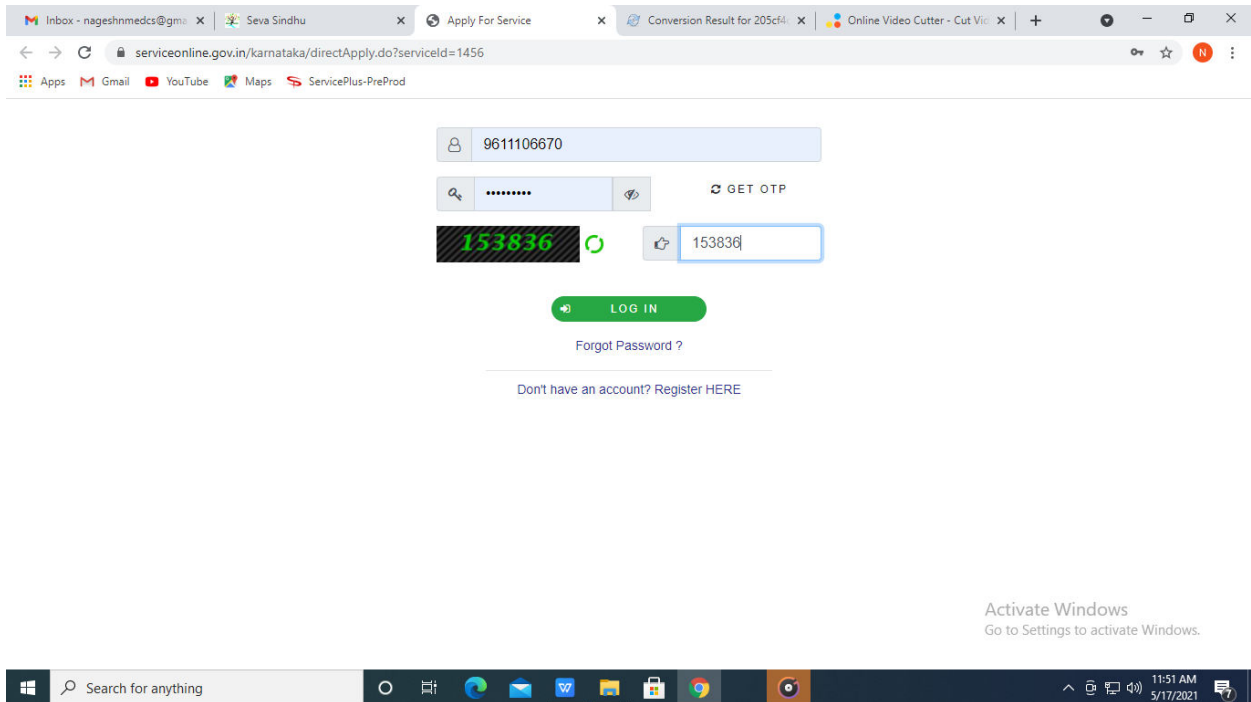 Inbox - nageshnmedcs@gma
Seva Sindhu
Apply For Service
Conversion Result for 205cf4
Online Video Cutter - Cut Vid
serviceonline.gov.in/karnataka/directApply.do?serviceId=1456
N
Apps
Gmail
YouTube
Maps
ServicePlus-PreProd
9611106670
•••••••••
GET OTP
153836
153836
LOG IN
Forgot Password ?
Don't have an account? Register HERE
Activate Windows
Go to Settings to activate Windows.
Search for anything
11:51 AM
5/17/2021
7